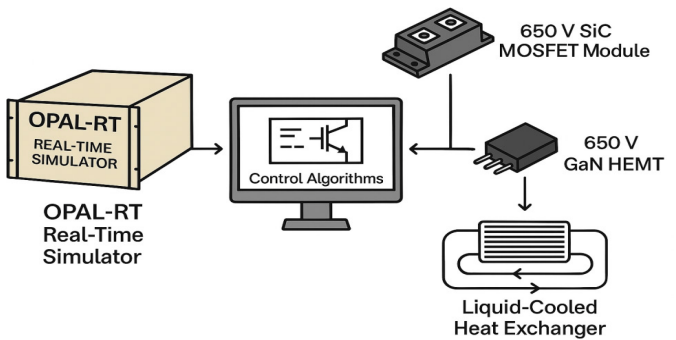 OPAL-RT
REAL-TIME
SIMULATOR
OPAL-RT
Real-Time
Simulator
Control Algorithms
650 V SiC
MOSFET Module
650 V
GaN HEMT
Liquid-Cooled
Heat Exchanger